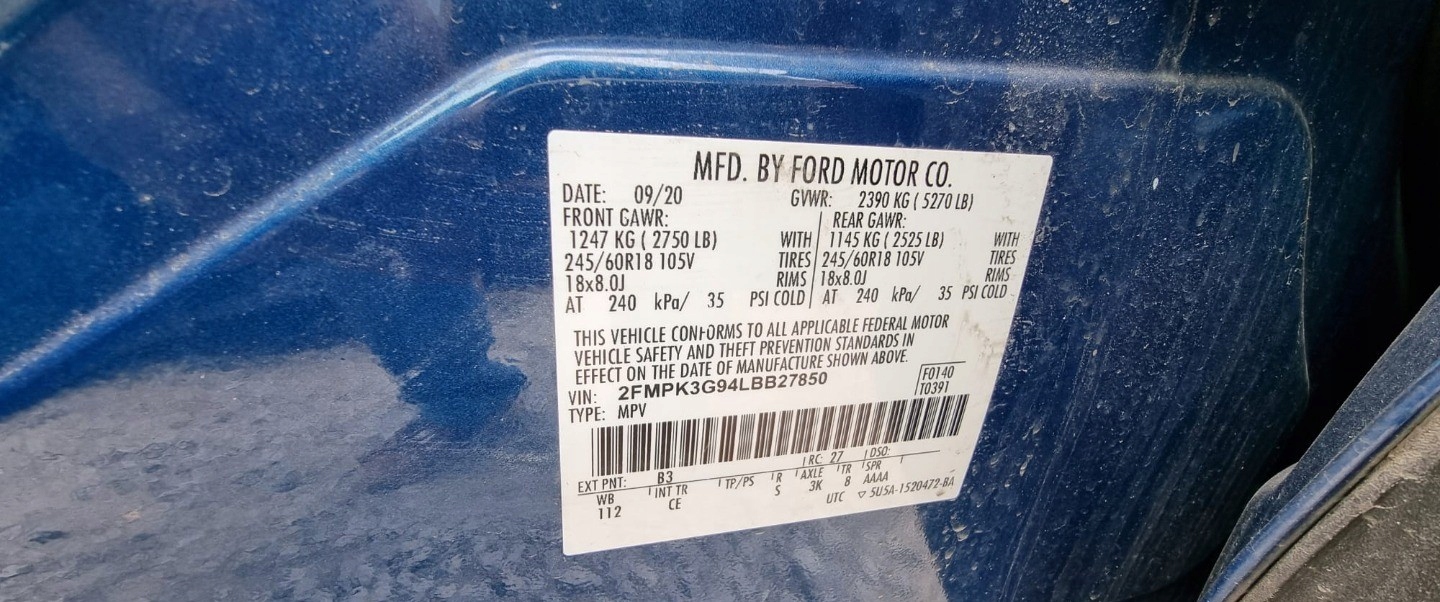 MFD. BY FORD MOTOR CO.
DATE: 09/20 GVWR: 2390 KG ( 5270 LB)
FRONT GAWR: REAR GAWR:
1247 KG ( 2750 LB) WITH 1145 KG ( 2525 LB) WITH
245/60R18 105V TIRES 245/60R18 105V TIRES
18x8.0J RIMS 18x8.0J RIMS
AT 240 kPa/ 35 PSI COLD AT 240 kPa/ 35 PSI COLD
THIS VEHICLE CONFORMS TO ALL APPLICABLE FEDERAL MOTOR
VEHICLE SAFETY AND THEFT PREVENTION STANDARDS IN
EFFECT ON THE DATE OF MANUFACTURE SHOWN ABOVE.
VIN: 2FMPK3G94LBB27850 F0140
TYPE: MPV T0391
EXT PNT: B3 RC: 27 DSO:
WB INT TR TP/PS R AXLE TR SPR
112 CE S 3K 8 AAAA
UTC ▽ 5U5A-1520472-BA